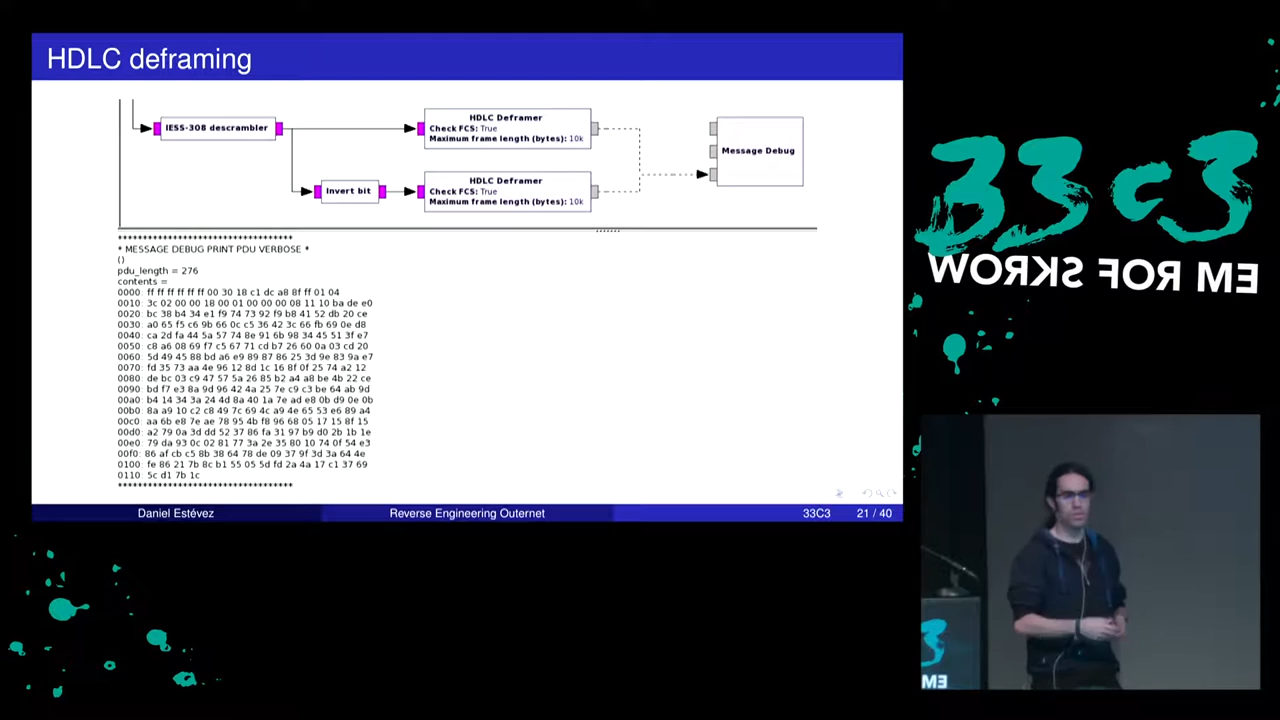 HDLC deframing
IESS-308 descrambler
HDLC Deframer
Check FCS: True
Maximum frame length (bytes): 10k
Message Debug
Invert bit
HDLC Deframer
Check FCS: True
Maximum frame length (bytes): 10k
**********************************
* MESSAGE DEBUG PRINT PDU VERBOSE *
()
pdu_length = 276
contents =
0000: ff ff ff ff ff ff 00 30 18 c1 dc a8 8f ff 01 04
0010: 3c 02 00 00 18 00 01 00 00 00 08 11 10 ba de e0
0020: bc 38 b4 34 e1 f9 74 73 92 f9 b8 41 52 db 20 ce
0030: a0 65 f5 c6 9b 66 0c c5 36 42 3c 66 fb 69 0e d8
0040: ca 2d fa 44 5a 57 74 8e 91 6b 98 34 45 51 3f e7
0050: c8 a6 08 69 f7 c5 67 71 cd b7 26 60 0a 03 cd 20
0060: 5d 49 45 88 bd a6 e9 89 87 86 25 3d 9e 83 9a e7
0070: fd 35 73 aa 4e 96 12 8d 1c 16 8f 0f 25 74 a2 12
0080: de bc 03 c9 47 57 5a 26 85 b2 a4 a8 be 4b 22 ce
0090: bd f7 e3 8a 9d 96 42 4a 25 7e c9 c3 be 64 ab 9d
00a0: b4 14 34 3a 24 4d 8a 40 1a 7e ad e8 0b d9 0e 0b
00b0: 8a a9 10 c2 c8 49 7c 69 4c a9 4e 65 53 e6 89 a4
00c0: aa 6b e8 7e ae 78 95 4b f8 96 68 05 17 15 8f 15
00d0: a2 79 0a 3d dd 52 37 86 fa 31 97 b9 d0 2b 1b 1e
00e0: 79 da 93 0c 02 81 77 3a 2e 35 80 10 74 0f 54 e3
00f0: 86 af cb c5 8b 38 64 78 de 09 37 9f 3d 3a 64 4e
0100: fe 86 21 7b 8c b1 55 05 5d fd 2a 4a 17 c1 37 69
0110: 5c d1 7b 1c
**********************************
Daniel Estévez
Reverse Engineering Outernet
33C3
21 / 40
33c3
WORKS FOR ME